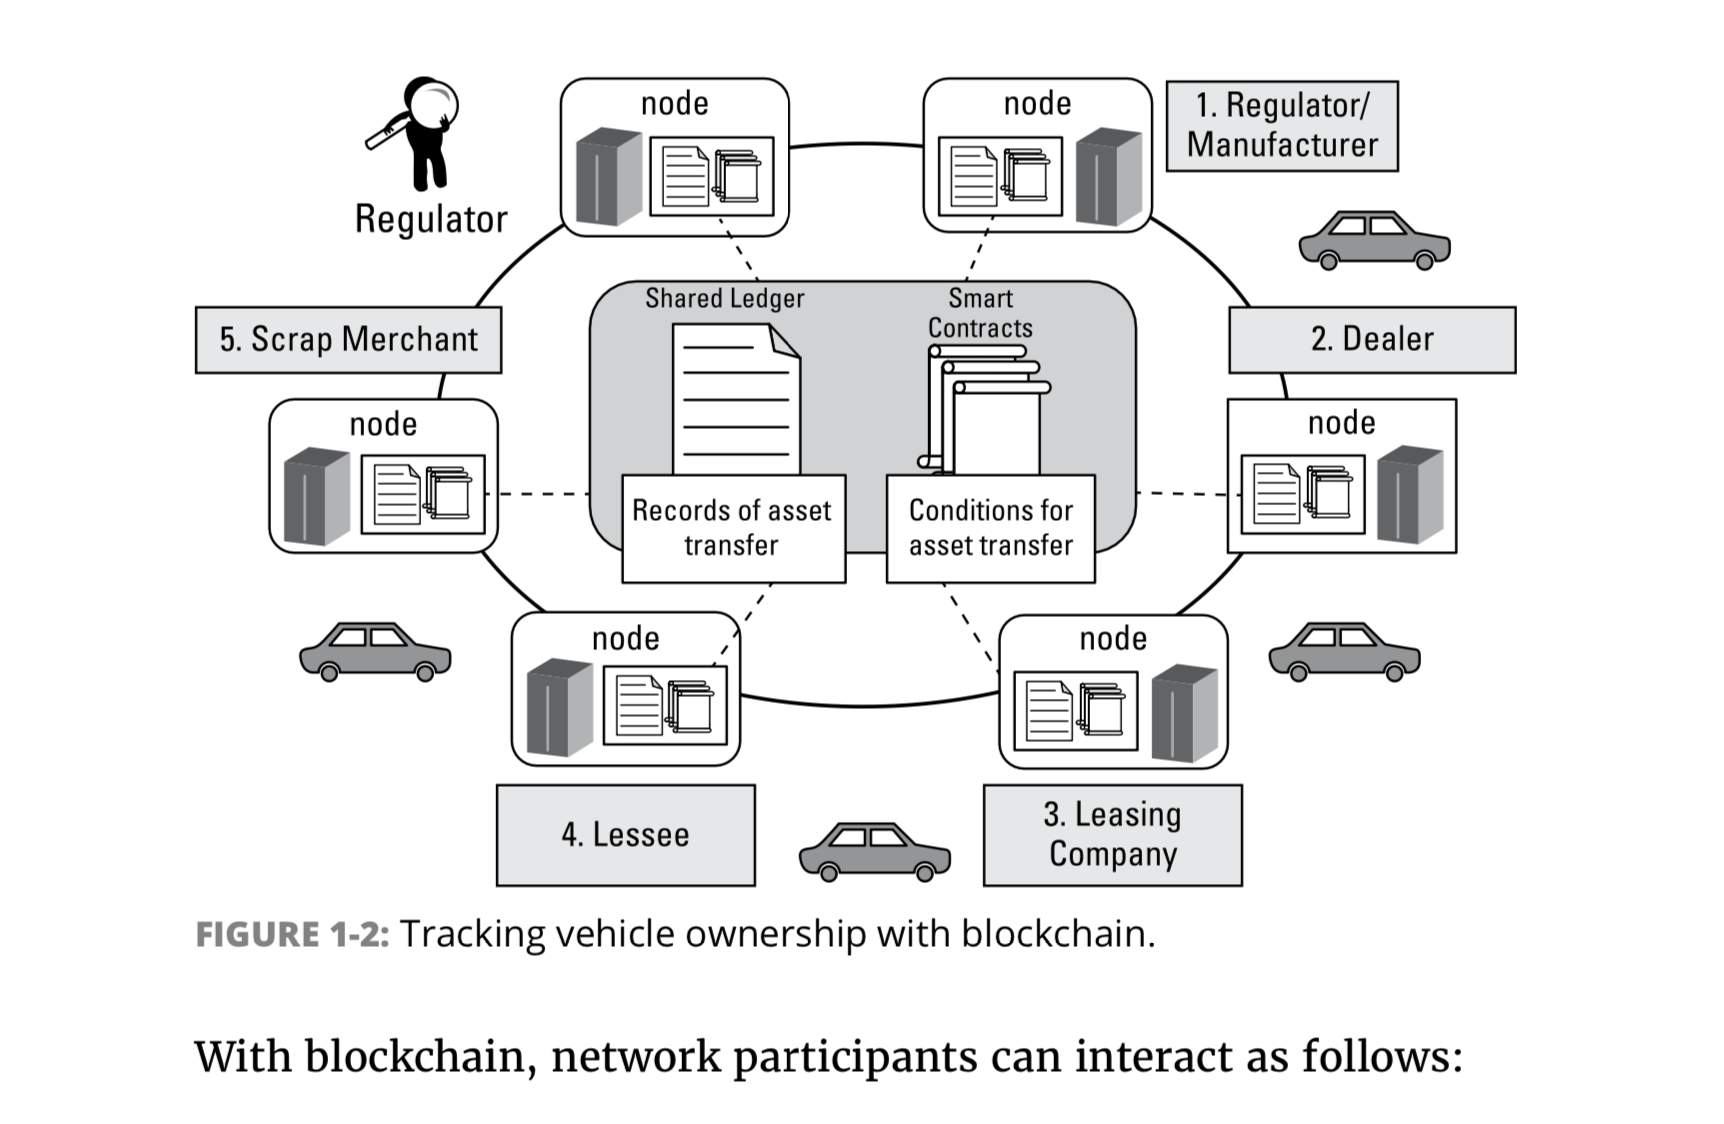 node
node
1. Regulator/
Manufacturer
Regulator
Shared Ledger
Smart
Contracts
5. Scrap Merchant
2. Dealer
node
node
Records of asset
transfer
Conditions for
asset transfer
node
node
4. Lessee
3. Leasing
Company
FIGURE 1-2: Tracking vehicle ownership with blockchain.
With blockchain, network participants can interact as follows: